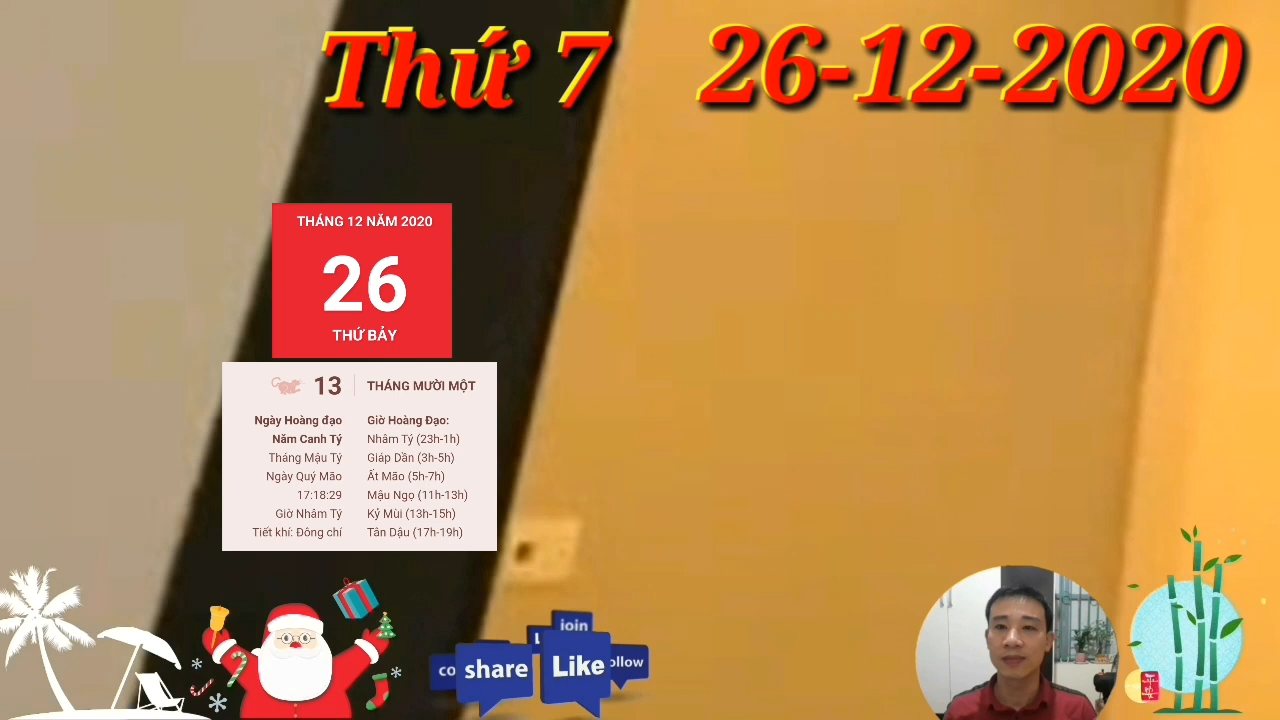 Thứ 7 26-12-2020
THÁNG 12 NĂM 2020
26
THỨ BẢY
13 THÁNG MƯỜI MỘT
Ngày Hoàng đạo
Năm Canh Tý
Tháng Mậu Tý
Ngày Quý Mão
17:18:29
Giờ Nhâm Tý
Tiết khí: Đông chí
Giờ Hoàng Đạo:
Nhâm Tý (23h-1h)
Giáp Dần (3h-5h)
Ất Mão (5h-7h)
Mậu Ngọ (11h-13h)
Kỷ Mùi (13h-15h)
Tân Dậu (17h-19h)
join
L
co share Like ollow